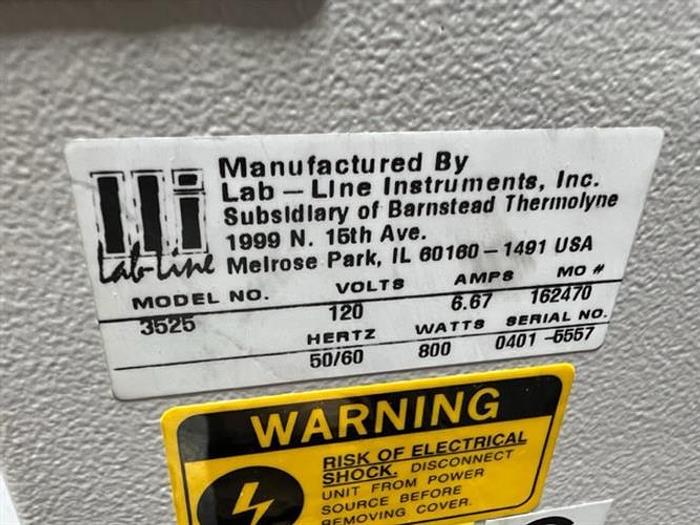 Manufactured By
Lab-Line Instruments, Inc.
Subsidiary of Barnstead Thermolyne
1999 N. 15th Ave.
Melrose Park, IL 60160-1491 USA
Lab-Line
MODEL NO. VOLTS AMPS MO #
3525 120 6.67 162470
HERTZ WATTS SERIAL NO.
50/60 800 0401-5557
WARNING
RISK OF ELECTRICAL
SHOCK. DISCONNECT
UNIT FROM POWER
SOURCE BEFORE
REMOVING COVER.